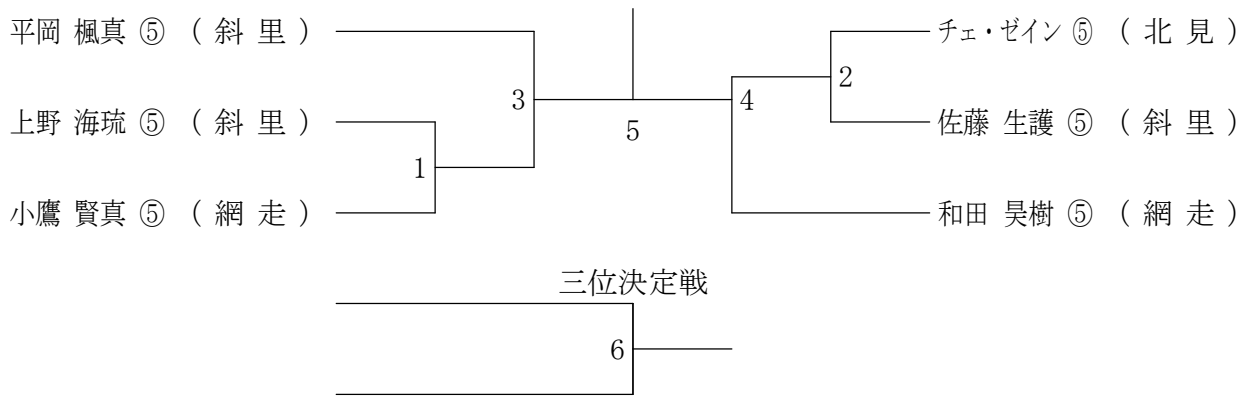 平岡 楓真 ⑤ ( 斜 里 )
上野 海琉 ⑤ ( 斜 里 )
小鷹 賢真 ⑤ ( 網 走 )
1
3
5
4
2
チェ・ゼイン ⑤ ( 北 見 )
佐藤 生護 ⑤ ( 斜 里 )
和田 昊樹 ⑤ ( 網 走 )
三位決定戦
6